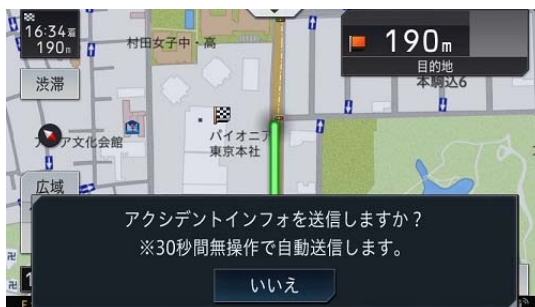 16:34着
190m
村田女子中・高
190m
目的地
本駒込6
渋滞
パイオニア
東京本社
ア文化会館
広域
アクシデントインフォを送信しますか？
※30秒間無操作で自動送信します。
いいえ